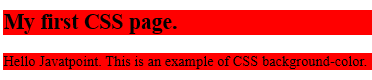 My first CSS page.
Hello Javatpoint. This is an example of CSS background-color.